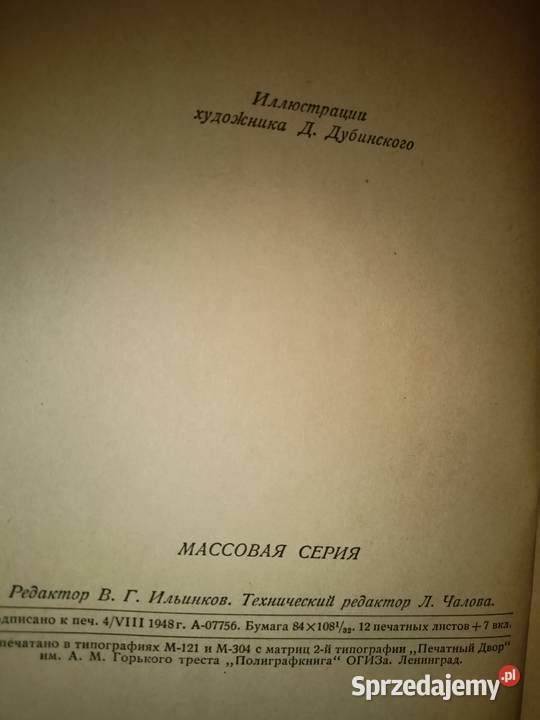 Иллюстрации
художника Д. Дубинского
МАССОВАЯ СЕРИЯ
Редактор В. Г. Ильинков. Технический редактор Л. Чалова.
одписано к печ. 4/VIII 1948 г. А-07756. Бумага 84×108¹/₃₂. 12 печатных листов + 7 вкл.
печатано в типографиях М-121 и М-304 с матриц 2-й типографии „Печатный Двор"
им. А. М. Горького треста „Полиграфкнига" ОГИЗа. Ленинград.
Sprzedajemy.pl